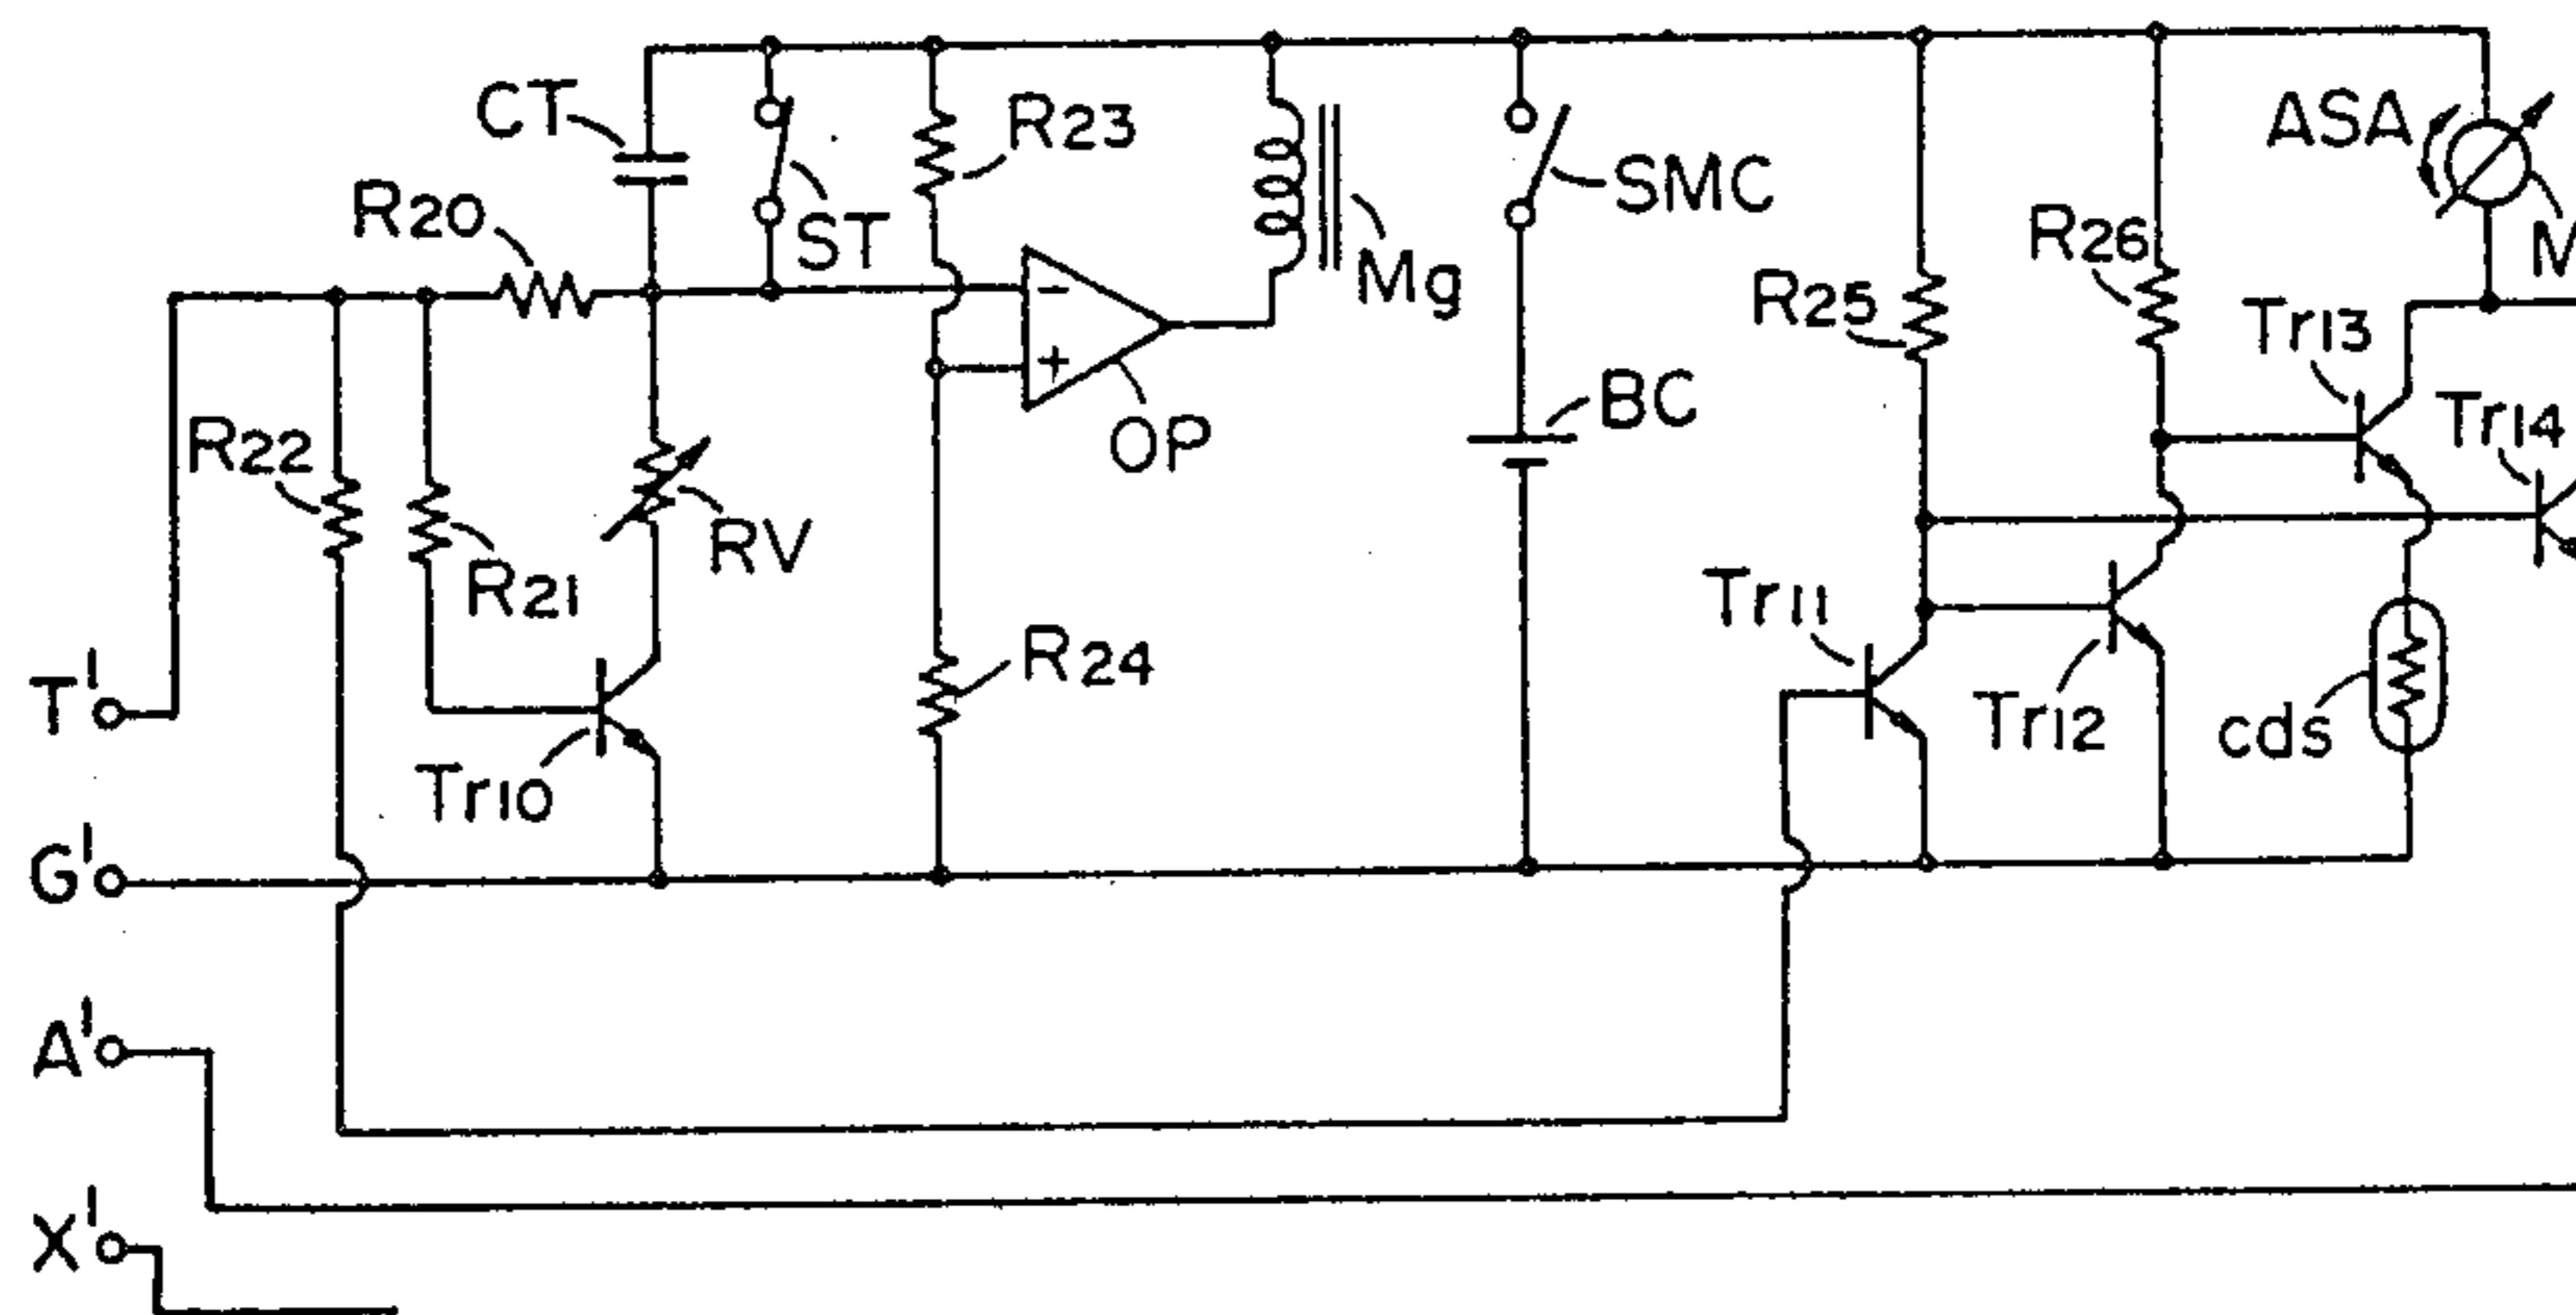 CT
R20
ST
R23
Mg
SMC
ASA
M
R26
R25
Tr13
Tr14
BC
OP
-
+
R22
R21
RV
R24
Tr11
Tr12
cds
Tr10
T'
G'
A'
X'